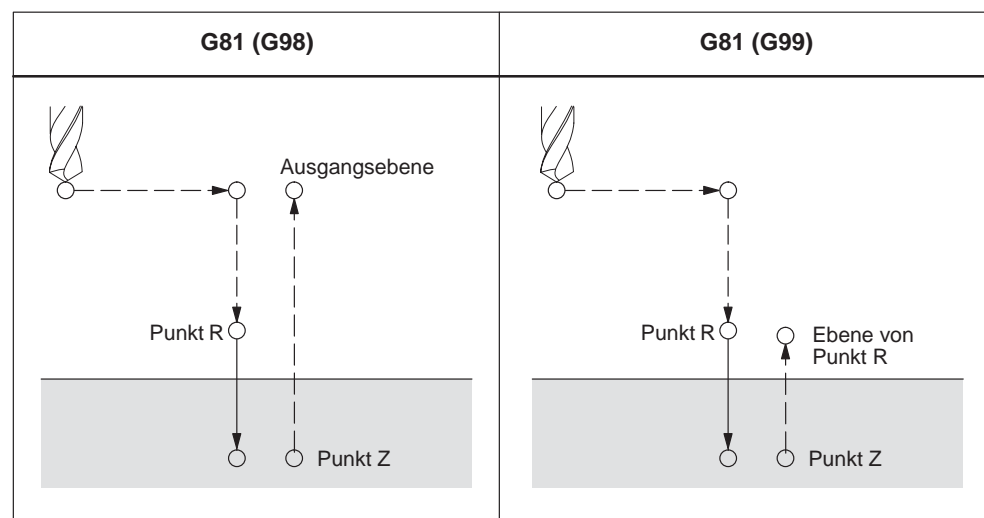 G81 (G98)
G81 (G99)
Ausgangsebene
Punkt R
Punkt Z
Punkt R
Ebene von
Punkt R
Punkt Z